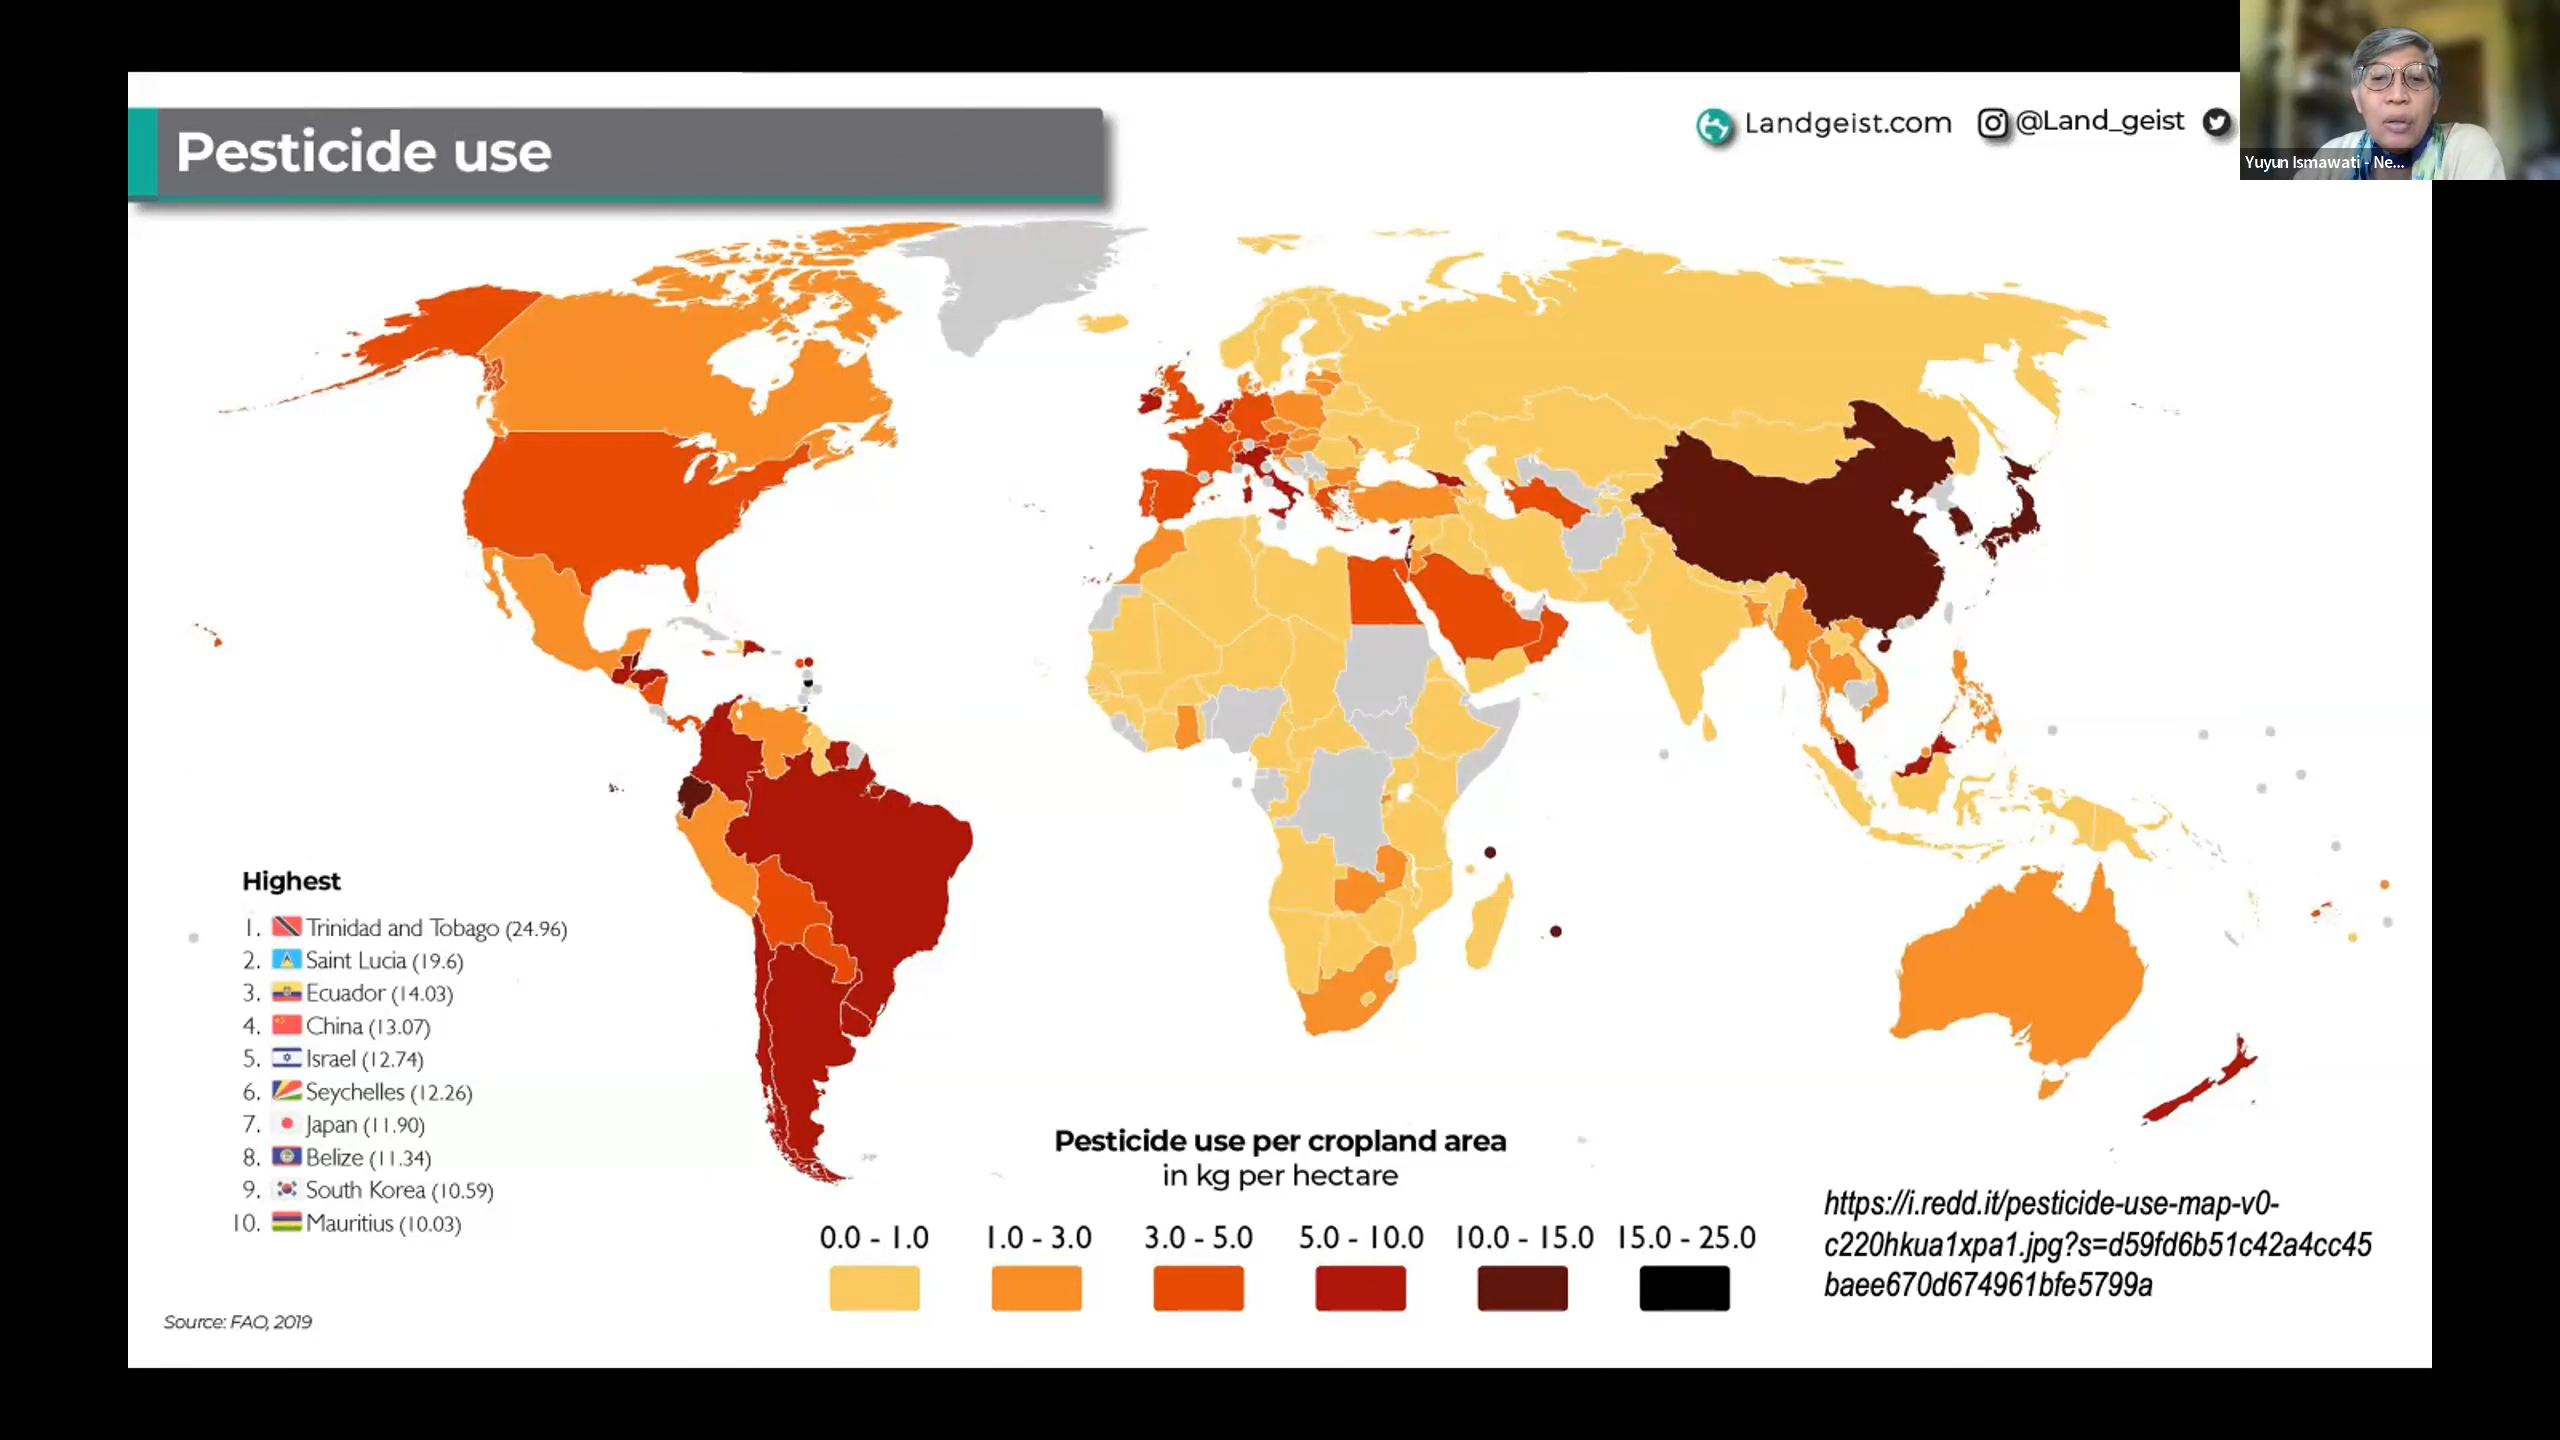 Pesticide use
Landgeist.com @Land_geist
Yuyun Ismawati - Ne...
Highest
1. Trinidad and Tobago (24.96)
2. Saint Lucia (19.6)
3. Ecuador (14.03)
4. China (13.07)
5. Israel (12.74)
6. Seychelles (12.26)
7. Japan (11.90)
8. Belize (11.34)
9. South Korea (10.59)
10. Mauritius (10.03)
Pesticide use per cropland area
in kg per hectare
0.0 - 1.0 1.0 - 3.0 3.0 - 5.0 5.0 - 10.0 10.0 - 15.0 15.0 - 25.0
https://i.redd.it/pesticide-use-map-v0-
c220hkua1xpa1.jpg?s=d59fd6b51c42a4cc45
baee670d674961bfe5799a
Source: FAO, 2019